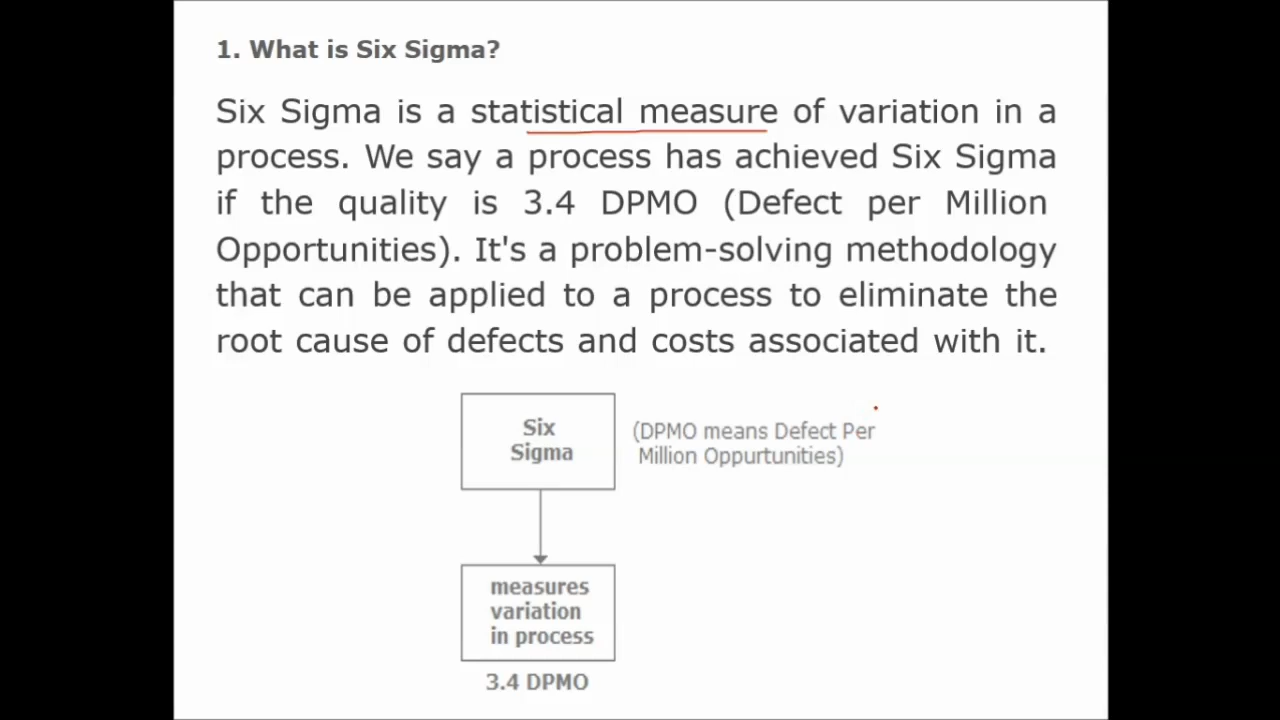 1. What is Six Sigma?
Six Sigma is a statistical measure of variation in a
process. We say a process has achieved Six Sigma
if the quality is 3.4 DPMO (Defect per Million
Opportunities). It's a problem-solving methodology
that can be applied to a process to eliminate the
root cause of defects and costs associated with it.
Six
Sigma
(DPMO means Defect Per
Million Oppurtunities)
measures
variation
in process
3.4 DPMO